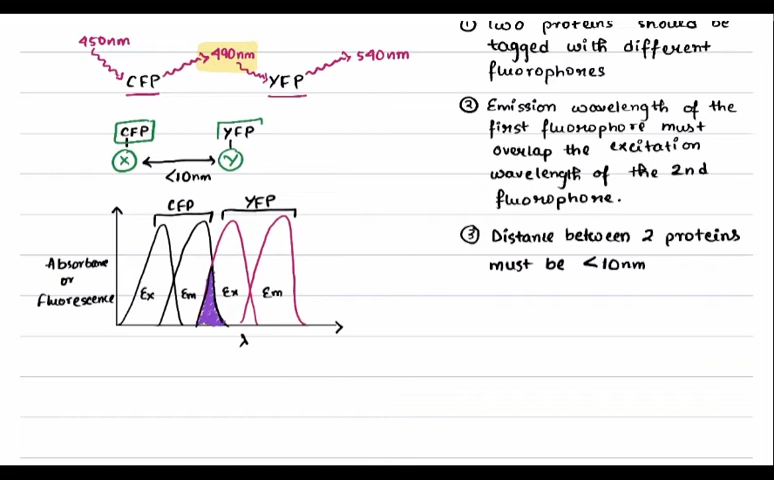 450nm
490nm
540nm
CFP
YFP
CFP
YFP
X
Y
<10nm
CFP
YFP
Absorbane
or
Fluorescence
Ex
Em
Ex
Em
λ
① Two proteins should be
tagged with different
fluorophores
② Emission wavelength of the
first fluorophore must
overlap the excitation
wavelength of the 2nd
fluorophone.
③ Distance between 2 proteins
must be <10nm